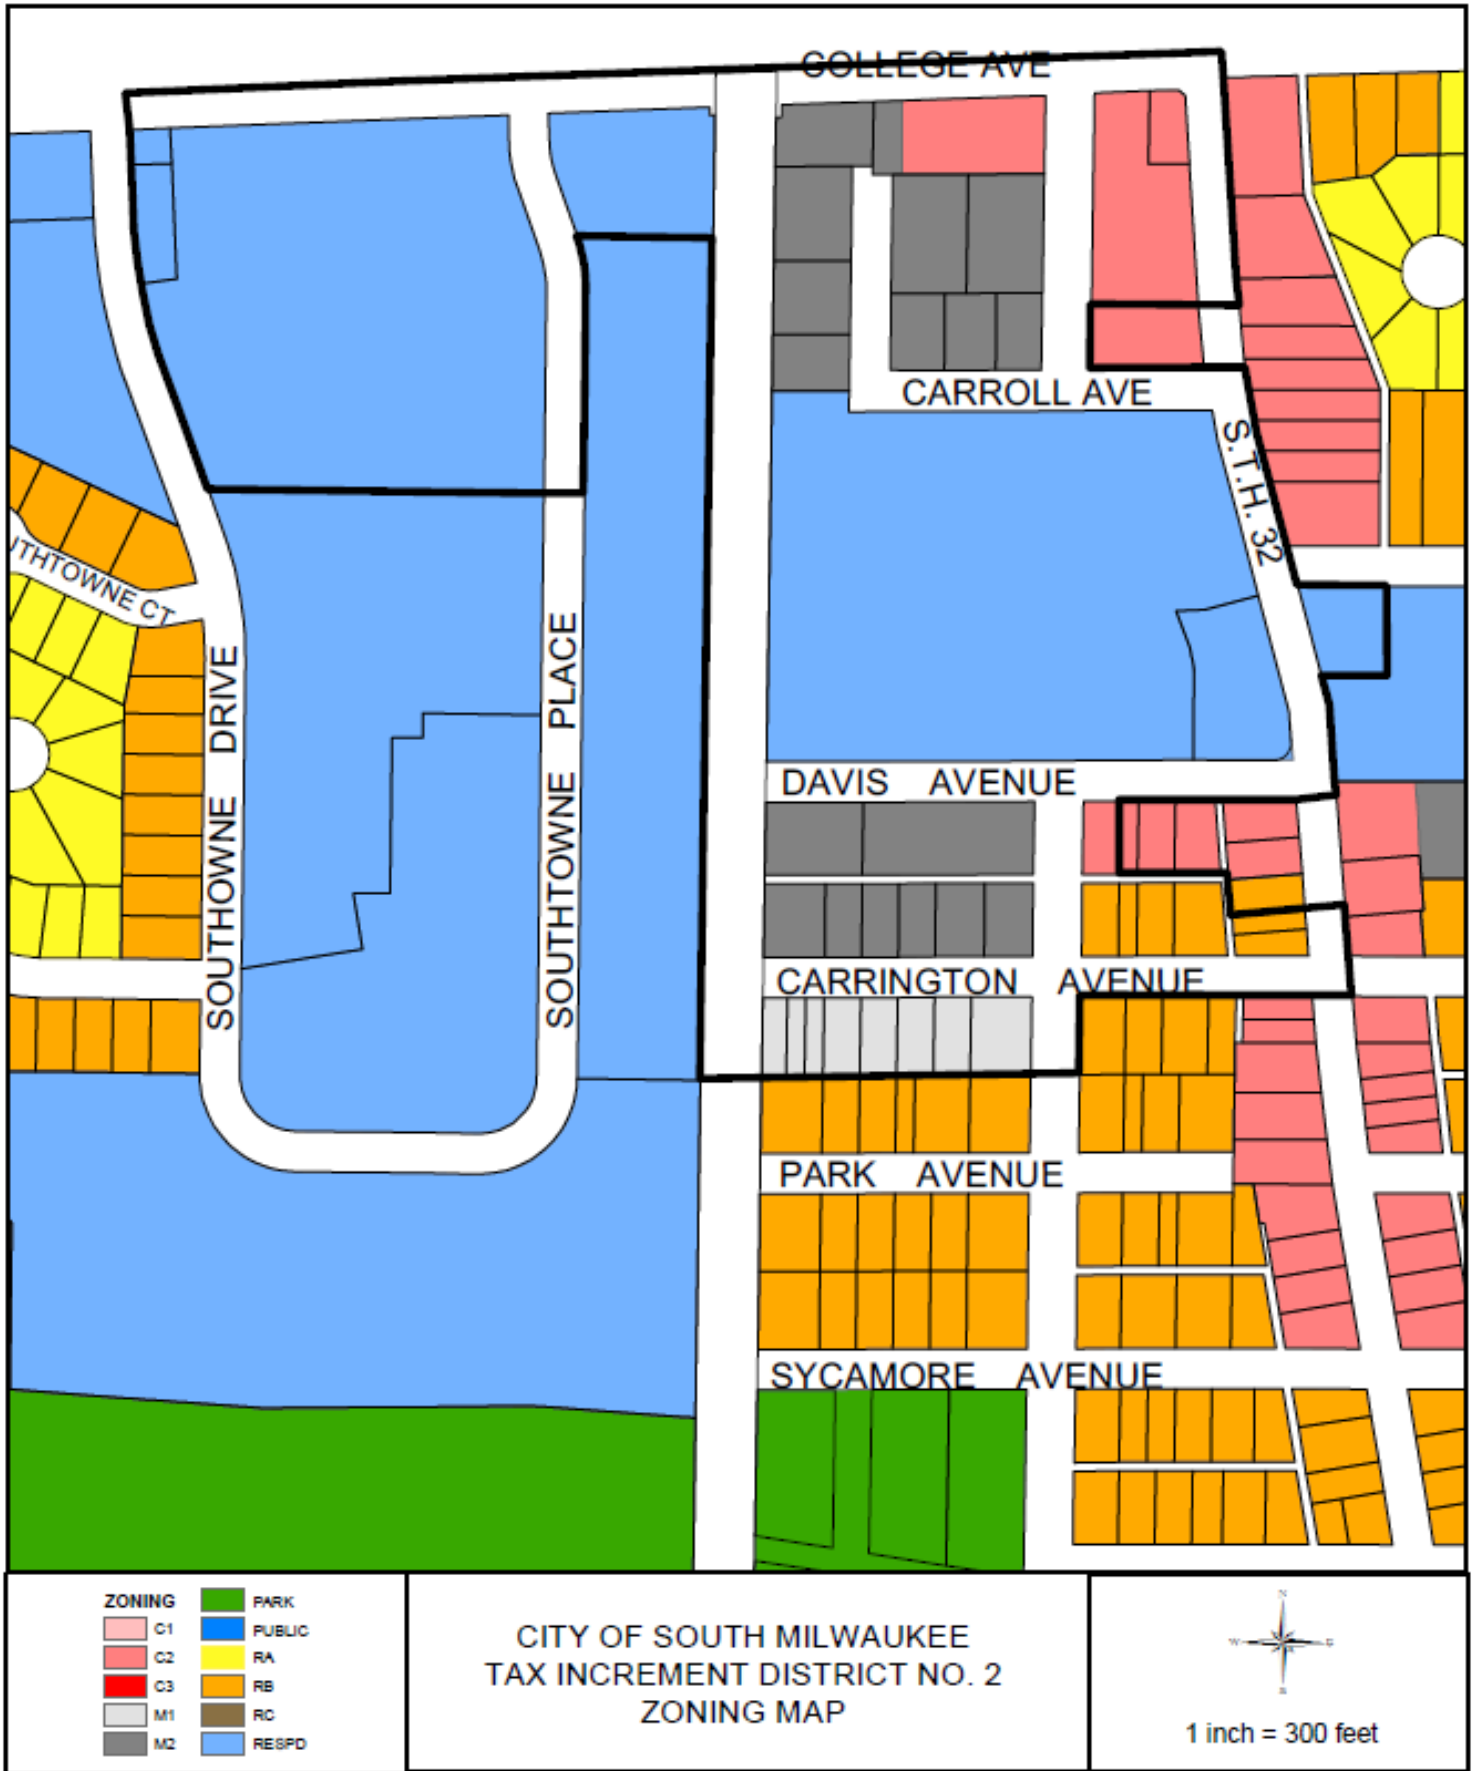 COLLEGE AVE
CARROLL AVE
S.T.H. 32
UTHTOWNE CT
SOUTHOWNE DRIVE
SOUTHTOWNE PLACE
DAVIS AVENUE
CARRINGTON AVENUE
PARK AVENUE
SYCAMORE AVENUE
ZONING
C1
C2
C3
M1
M2
PARK
PUBLIC
RA
RB
RC
RESPD
CITY OF SOUTH MILWAUKEE
TAX INCREMENT DISTRICT NO. 2
ZONING MAP
N
W E
S
1 inch = 300 feet